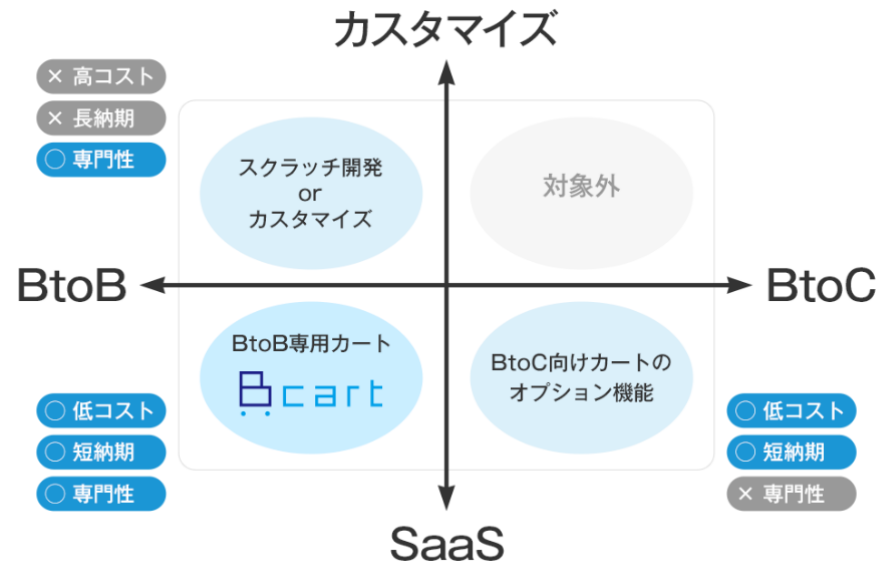 カスタマイズ
× 高コスト
× 長納期
○ 専門性
スクラッチ開発
or
カスタマイズ
対象外
BtoB
BtoC
BtoB専用カート
Bcart
BtoC向けカートの
オプション機能
○ 低コスト
○ 短納期
○ 専門性
○ 低コスト
○ 短納期
× 専門性
SaaS